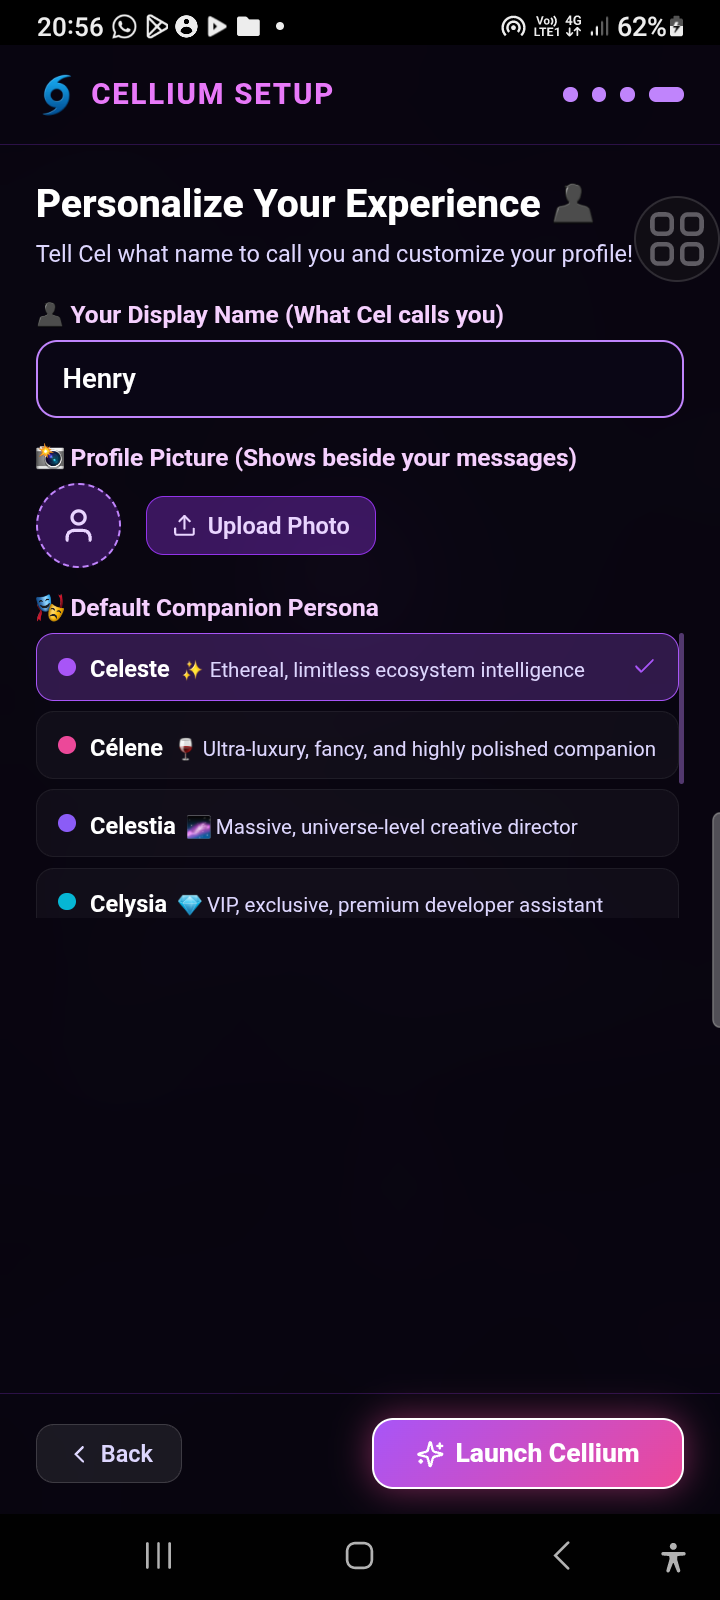 20:56
Vo)) LTE1 4G 62%
CELLIUM SETUP
Personalize Your Experience
Tell Cel what name to call you and customize your profile!
Your Display Name (What Cel calls you)
Henry
Profile Picture (Shows beside your messages)
Upload Photo
Default Companion Persona
Celeste ✨ Ethereal, limitless ecosystem intelligence
Célene 🍷 Ultra-luxury, fancy, and highly polished companion
Celestia 🌌 Massive, universe-level creative director
Celysia 💎 VIP, exclusive, premium developer assistant
Back
Launch Cellium